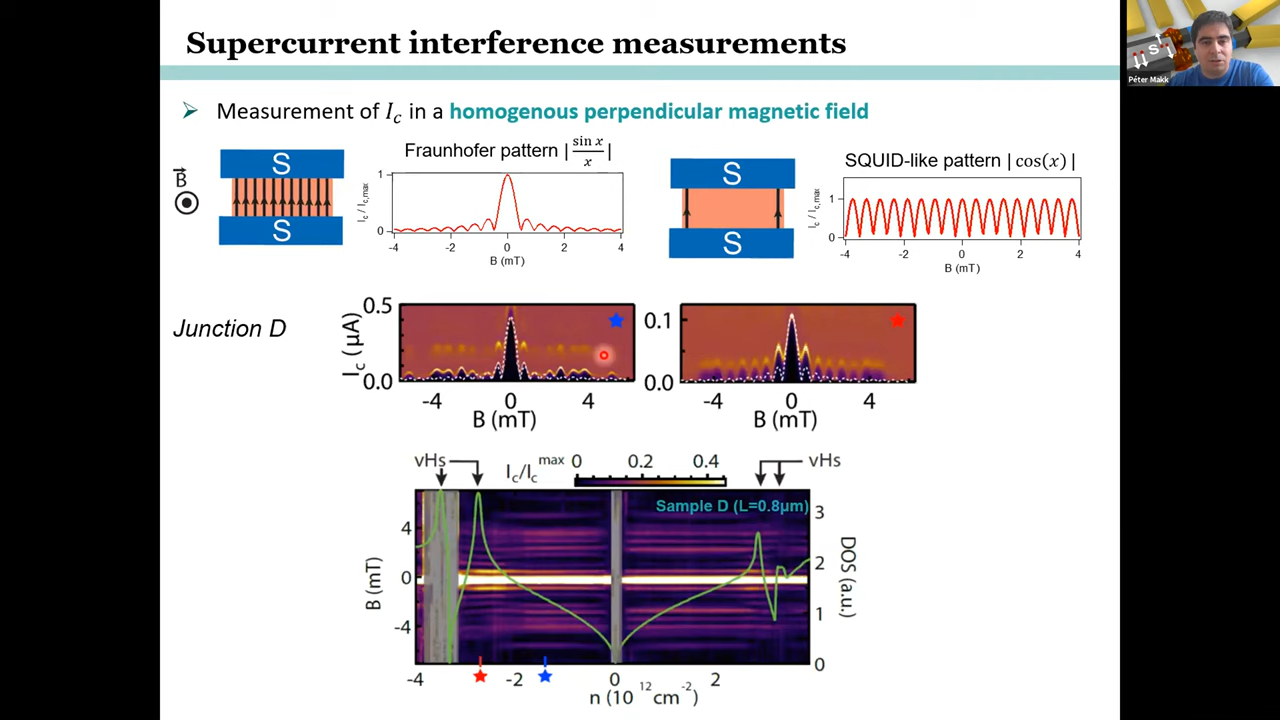 Supercurrent interference measurements
Péter Makk
S
Measurement of I_c in a homogenous perpendicular magnetic field
B
S
S
Fraunhofer pattern | sin x / x |
I_c / I_c,max
1
0
-4 -2 0 2 4
B (mT)
S
S
SQUID-like pattern | cos(x) |
I_c / I_c,max
1
0
-4 -2 0 2 4
B (mT)
Junction D
I_c (µA)
0.5
0.0
-4 0 4
B (mT)
0.1
0.0
-4 0 4
B (mT)
vHs
I_c/I_c^max
0 0.2 0.4
vHs
Sample D (L=0.8µm)
B (mT)
4
0
-4
3
2
1
0
DOS (a.u.)
-4 -2 0 2
n (10^12 cm^-2)